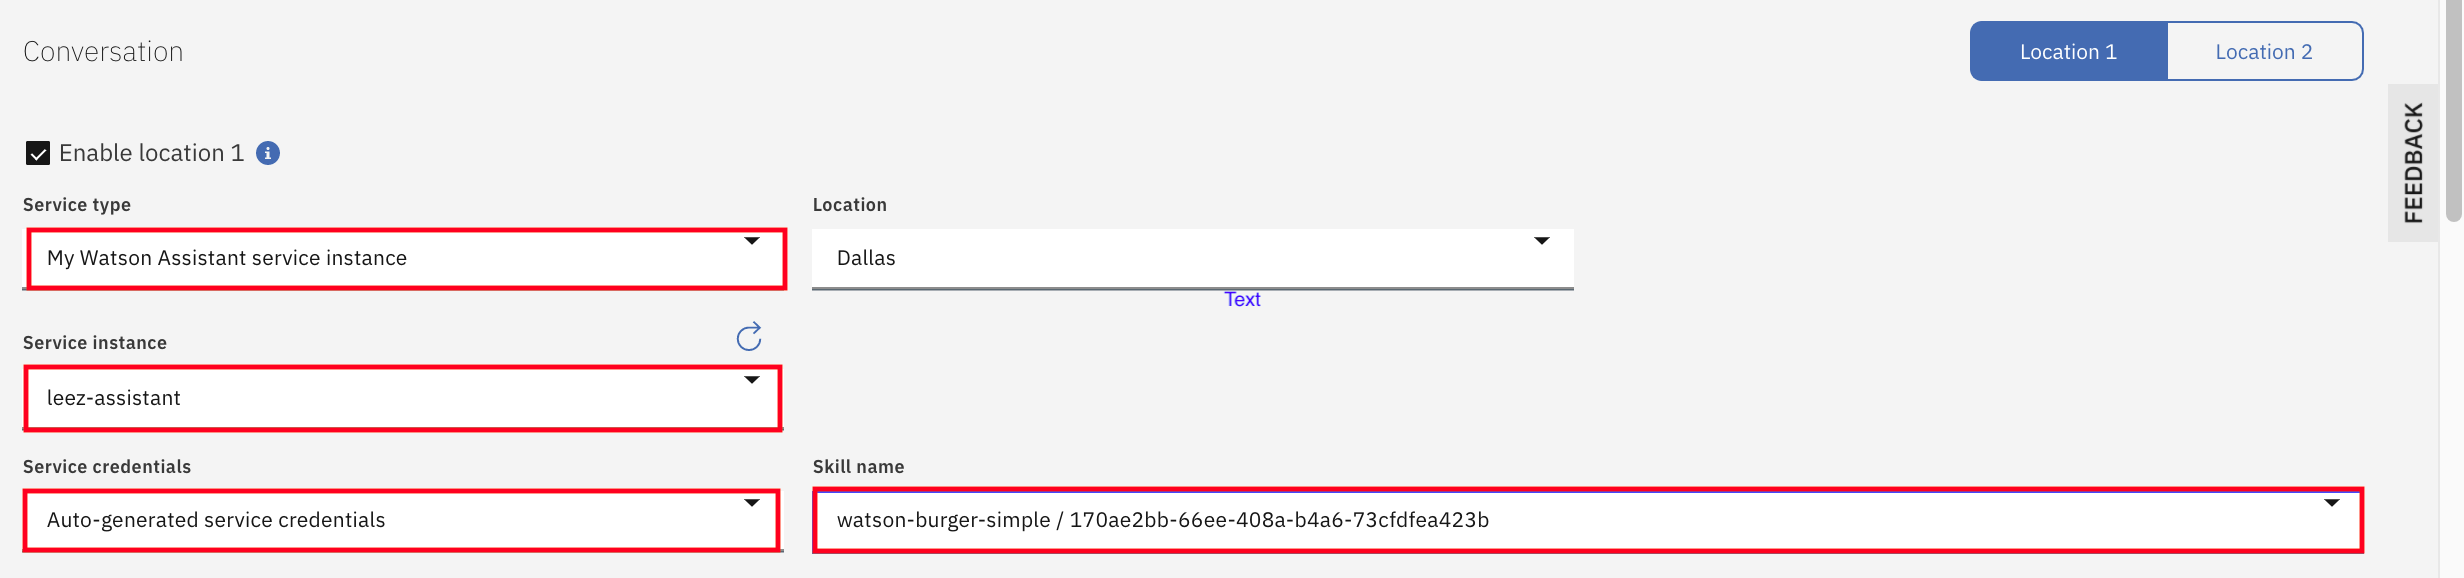 Conversation
Location 1
Location 2
FEEDBACK
Enable location 1
Service type
Location
My Watson Assistant service instance
Dallas
Text
Service instance
leez-assistant
Service credentials
Skill name
Auto-generated service credentials
watson-burger-simple / 170ae2bb-66ee-408a-b4a6-73cfdfea423b